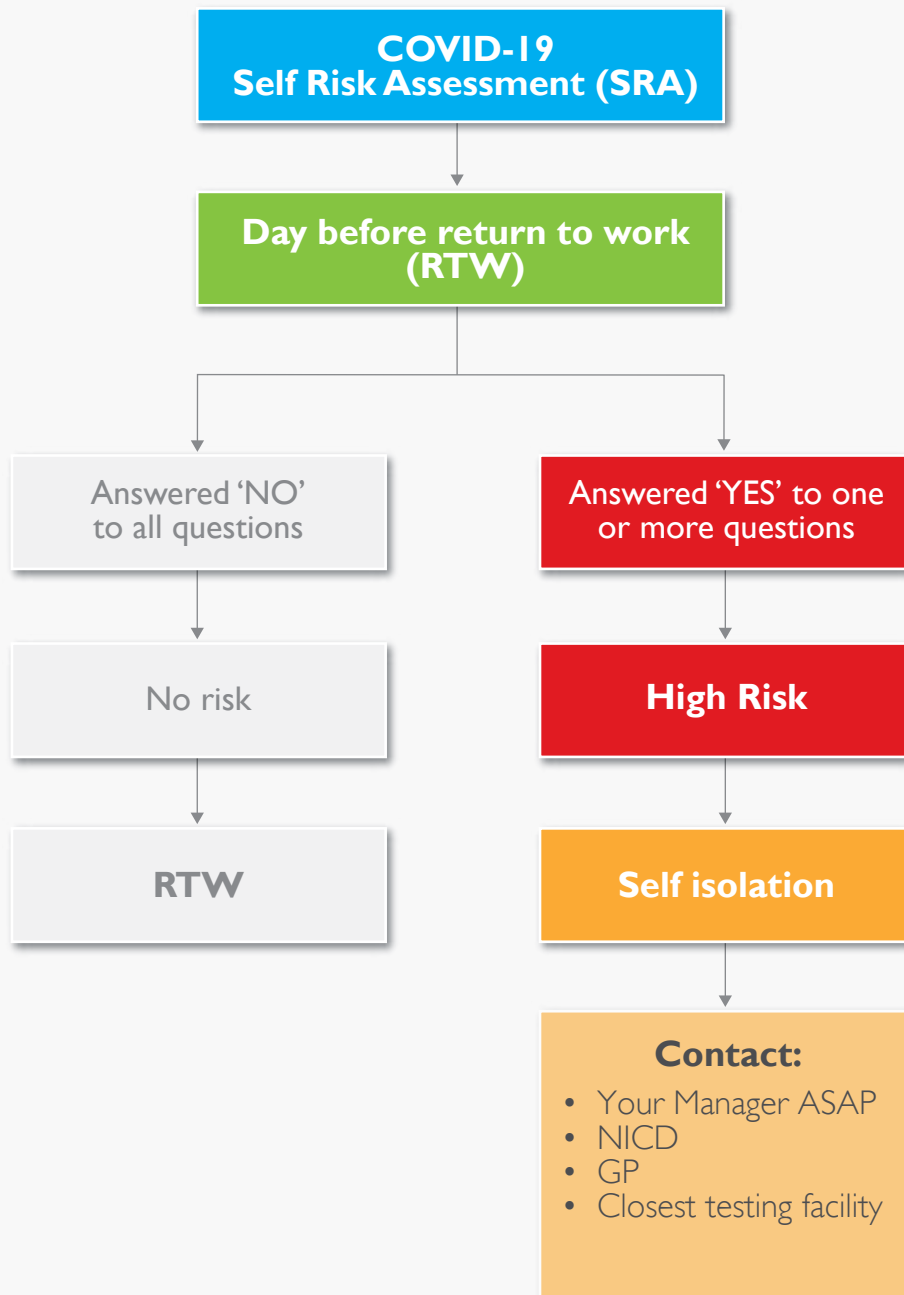 COVID-19
Self Risk Assessment (SRA)
Day before return to work
(RTW)
Answered ‘NO’
to all questions
Answered ‘YES’ to one
or more questions
No risk
High Risk
RTW
Self isolation
Contact:
• Your Manager ASAP
• NICD
• GP
• Closest testing facility